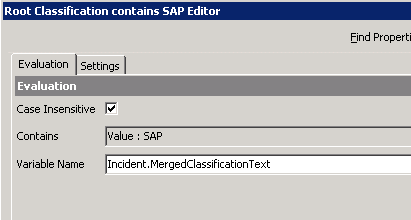 Root Classification contains SAP Editor
Find Properti
Evaluation Settings
Evaluation
Case Insensitive
Contains Value : SAP
Variable Name Incident.MergedClassificationText